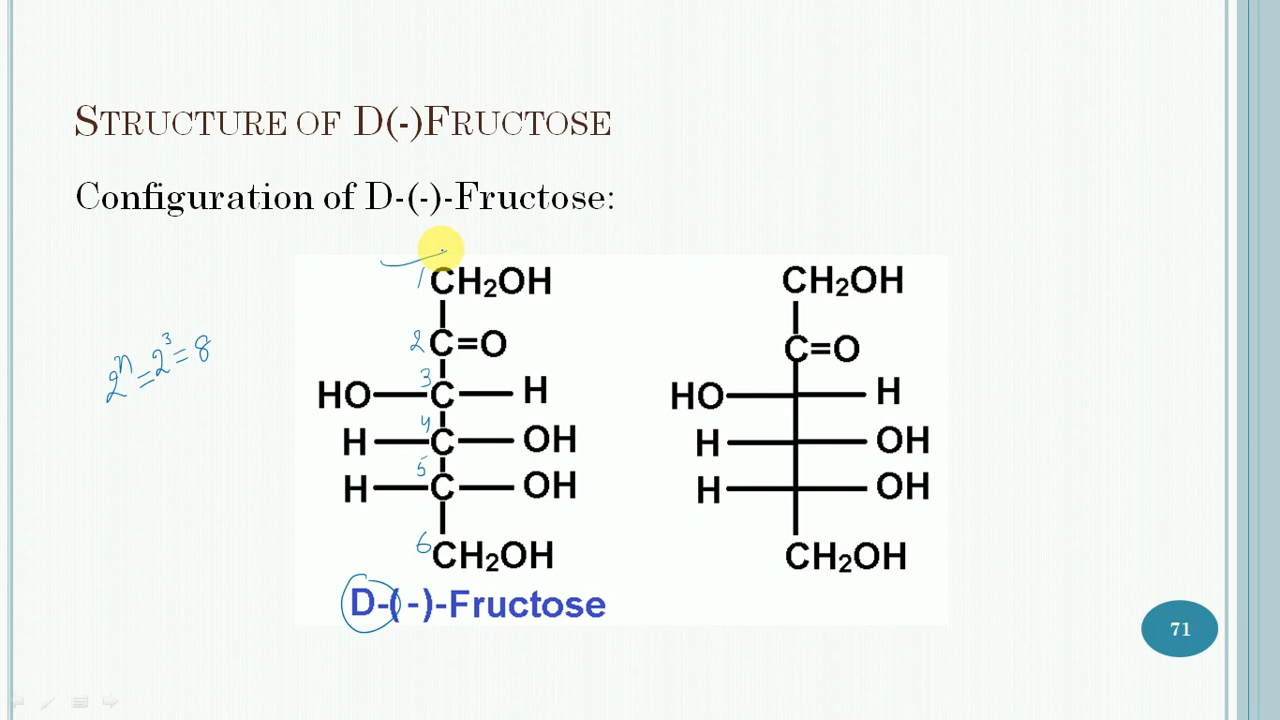 STRUCTURE OF D(-)FRUCTOSE
Configuration of D-(-)-Fructose:
1 CH₂OH
2 C=O
3
HO C H
4
H C OH
5
H C OH
6 CH₂OH
D-(-)-Fructose
2ⁿ = 2³ = 8
CH₂OH
C=O
HO H
H OH
H OH
CH₂OH
71